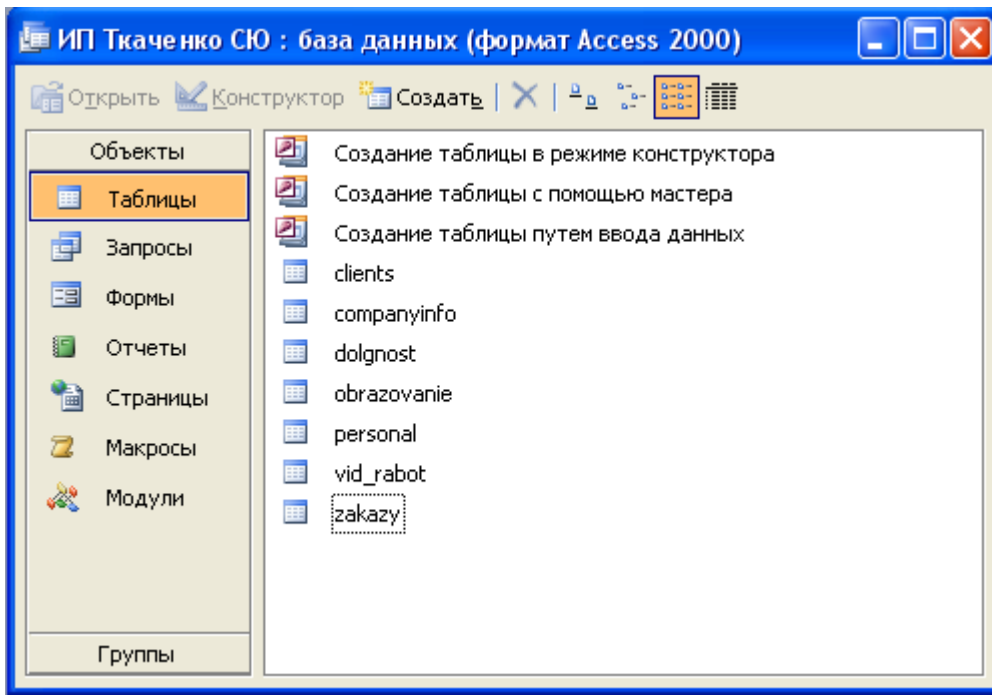 ИП Ткаченко СЮ : база данных (формат Access 2000)
Открыть Конструктор Создать
Объекты
Таблицы
Запросы
Формы
Отчеты
Страницы
Макросы
Модули
Группы
Создание таблицы в режиме конструктора
Создание таблицы с помощью мастера
Создание таблицы путем ввода данных
clients
companyinfo
dolgnost
obrazovanie
personal
vid_rabot
zakazy